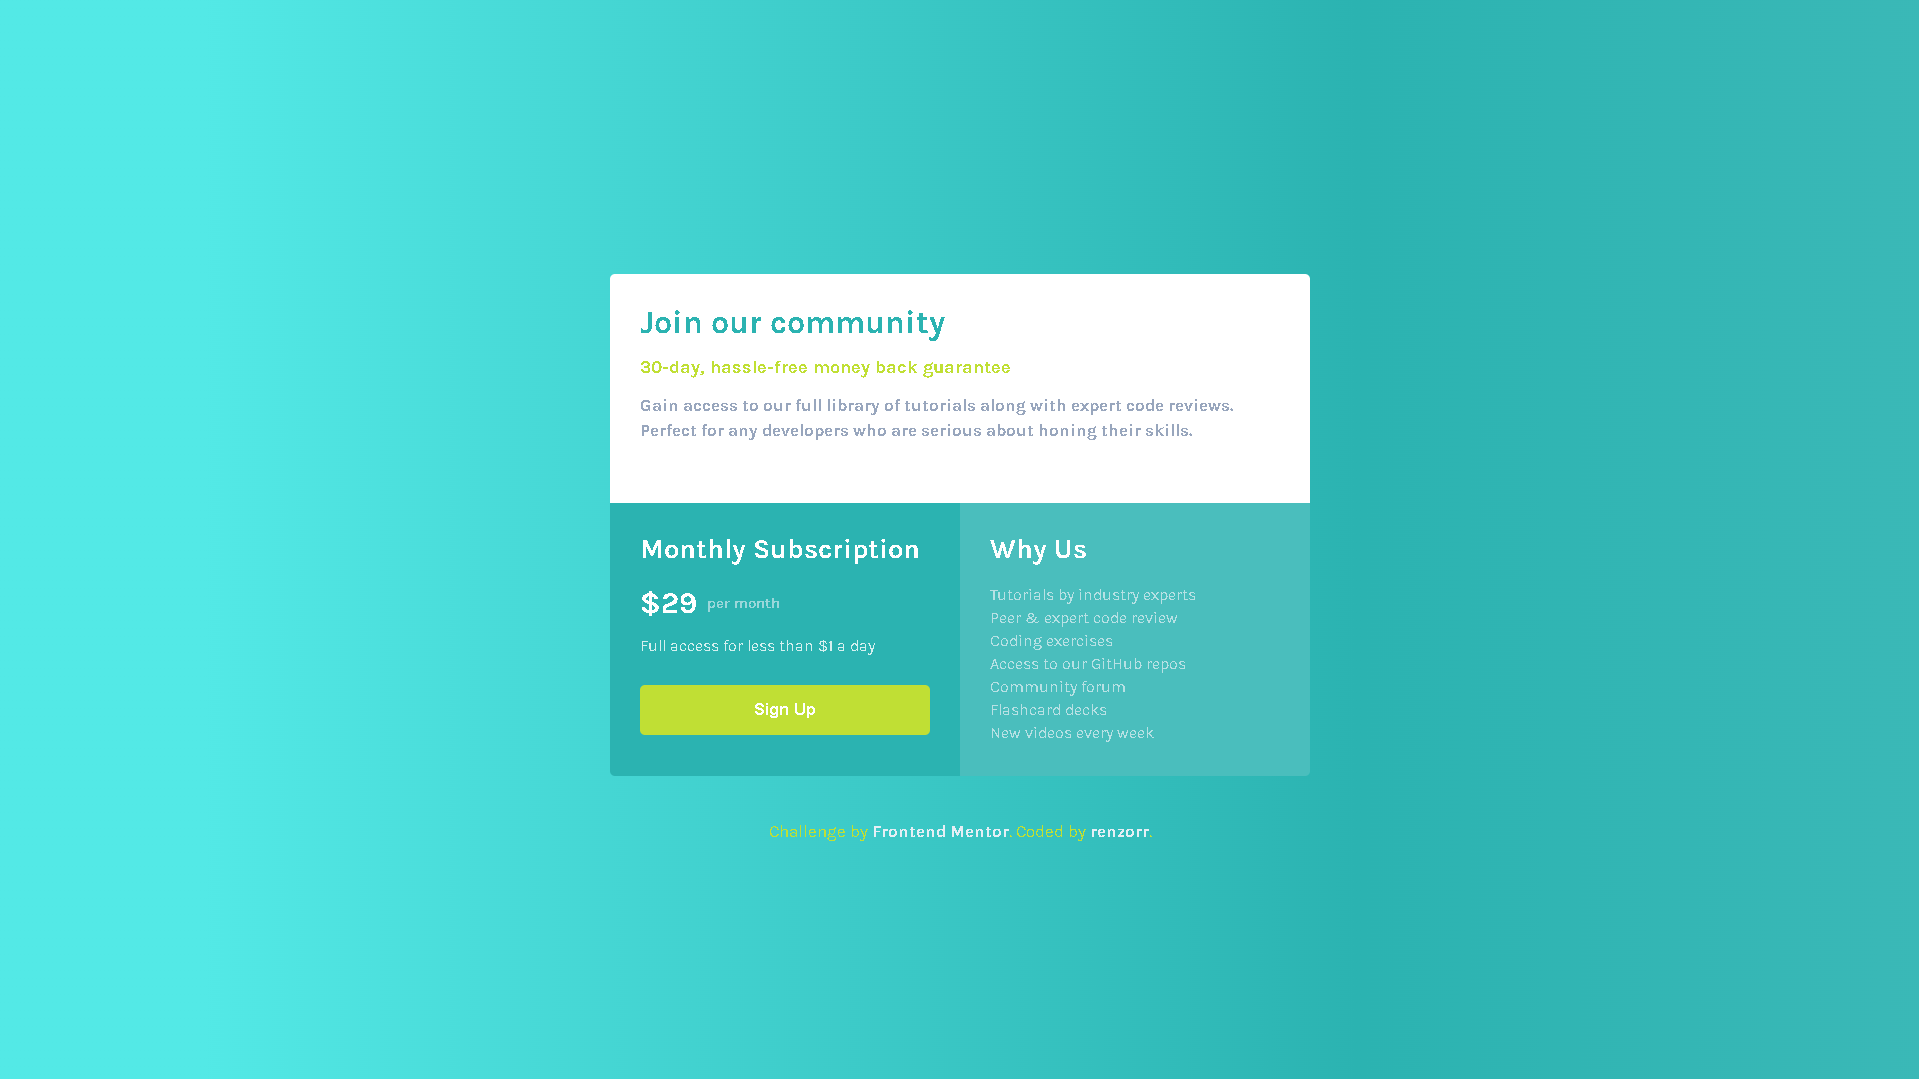 Join our community
30-day, hassle-free money back guarantee
Gain access to our full library of tutorials along with expert code reviews.
Perfect for any developers who are serious about honing their skills.
Monthly Subscription
$29 per month
Full access for less than $1 a day
Sign Up
Why Us
Tutorials by industry experts
Peer & expert code review
Coding exercises
Access to our GitHub repos
Community forum
Flashcard decks
New videos every week
Challenge by Frontend Mentor. Coded by renzorr.